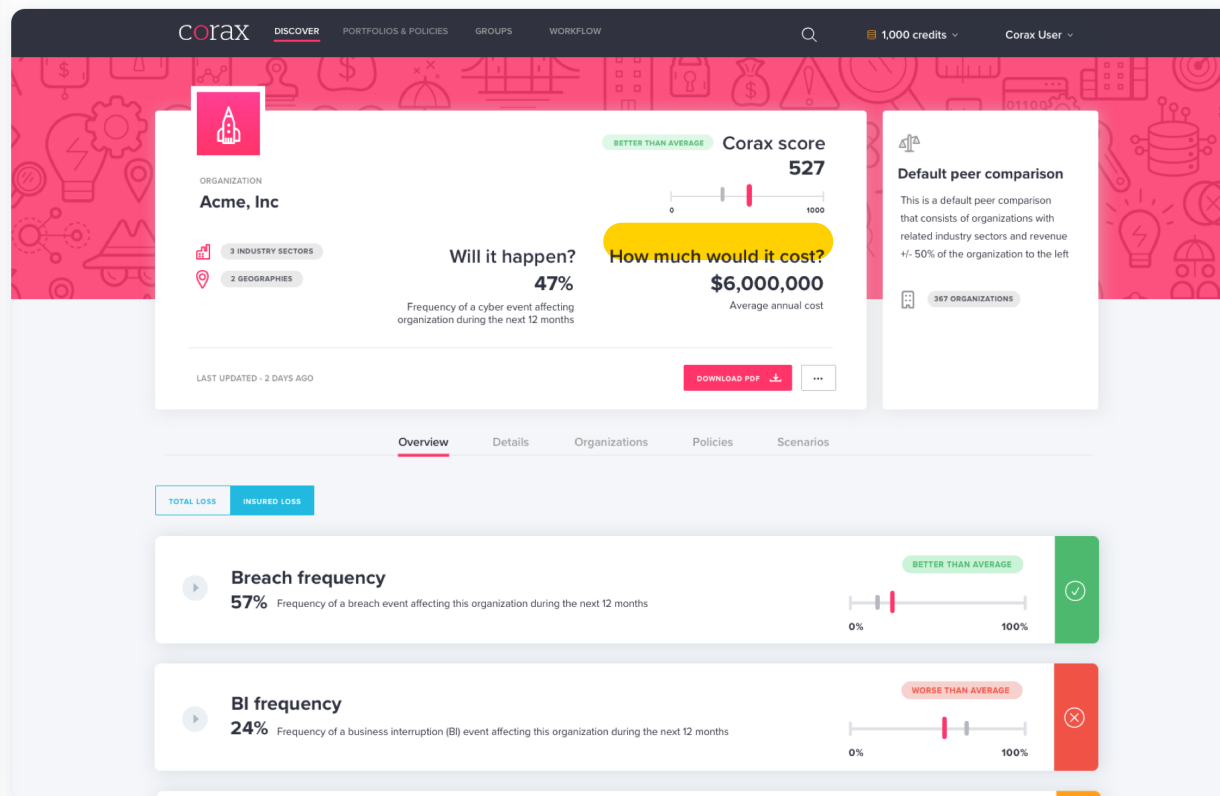 corax DISCOVER PORTFOLIOS & POLICIES GROUPS WORKFLOW 1,000 credits Corax User
01100
ORGANIZATION
Acme, Inc
3 INDUSTRY SECTORS
2 GEOGRAPHIES
BETTER THAN AVERAGE Corax score
527
0 1000
Will it happen?
47%
Frequency of a cyber event affecting
organization during the next 12 months
How much would it cost?
$6,000,000
Average annual cost
LAST UPDATED - 2 DAYS AGO
DOWNLOAD PDF ...
Default peer comparison
This is a default peer comparison
that consists of organizations with
related industry sectors and revenue
+/- 50% of the organization to the left
367 ORGANIZATIONS
Overview Details Organizations Policies Scenarios
TOTAL LOSS INSURED LOSS
Breach frequency
57% Frequency of a breach event affecting this organization during the next 12 months
BETTER THAN AVERAGE
0% 100%
BI frequency
24% Frequency of a business interruption (BI) event affecting this organization during the next 12 months
WORSE THAN AVERAGE
0% 100%